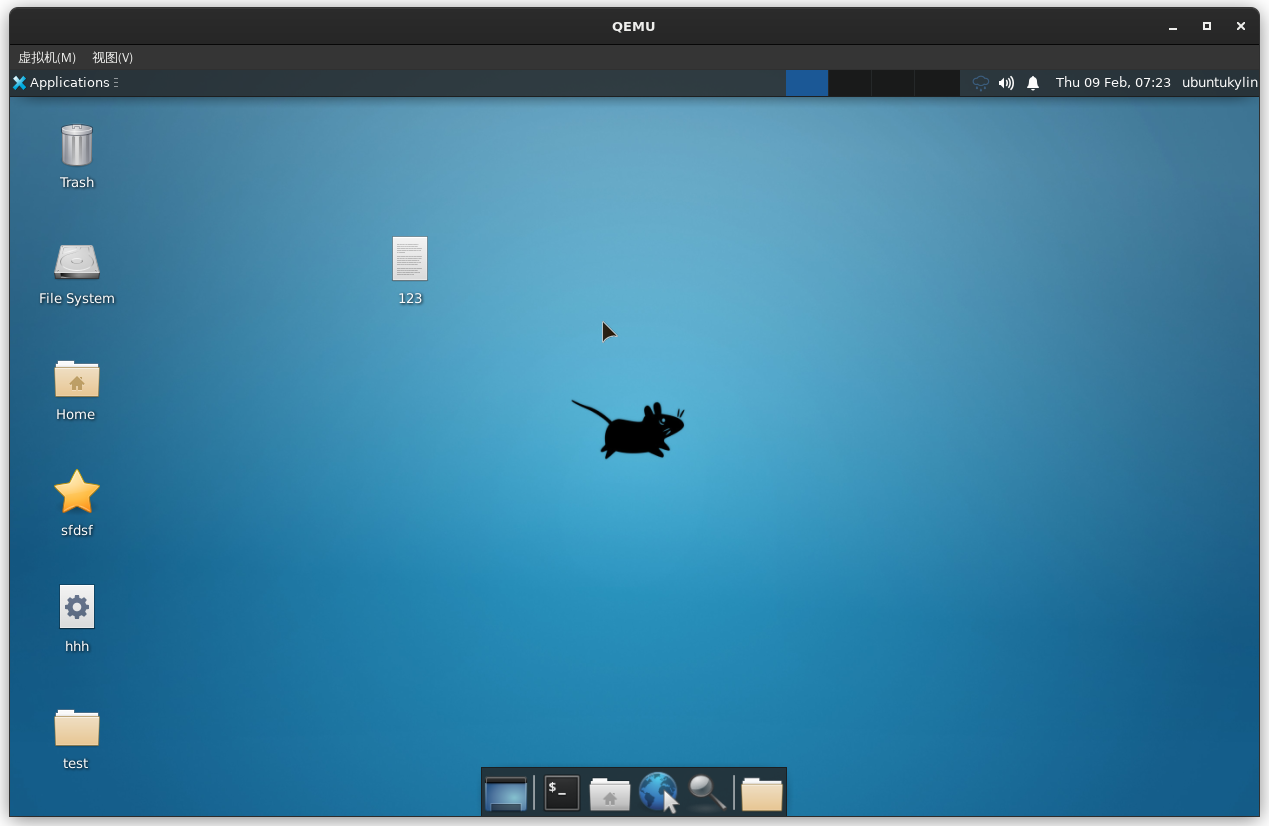 QEMU
虚拟机(M) 视图(V)
Applications Thu 09 Feb, 07:23 ubuntukylin
Trash
File System
123
Home
sfdsf
hhh
test
$_